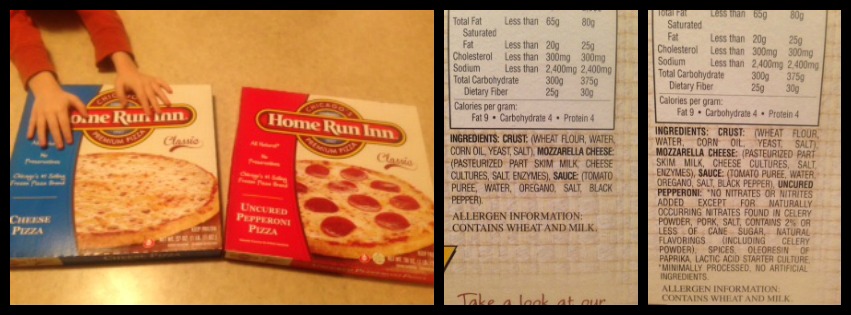 CHICAGO'S
Home Run Inn
PREMIUM PIZZA
Classic
No
Preservatives
Chicago's #1 Selling
Frozen Pizza Brand
CHEESE
PIZZA
CHICAGO'S
Home Run Inn
PREMIUM PIZZA
Classic
All Natural*
No
Preservatives
Chicago's #1 Selling
Frozen Pizza Brand
UNCURED
PEPPERONI
PIZZA
Total Fat Less than 65g 80g
Saturated
Fat Less than 20g 25g
Cholesterol Less than 300mg 300mg
Sodium Less than 2,400mg 2,400mg
Total Carbohydrate 300g 375g
Dietary Fiber 25g 30g
Calories per gram:
Fat 9 • Carbohydrate 4 • Protein 4
INGREDIENTS: CRUST: (WHEAT FLOUR, WATER,
CORN OIL, YEAST, SALT), MOZZARELLA CHEESE:
(PASTEURIZED PART SKIM MILK, CHEESE
CULTURES, SALT, ENZYMES), SAUCE: (TOMATO
PUREE, WATER, OREGANO, SALT, BLACK
PEPPER).
ALLERGEN INFORMATION:
CONTAINS WHEAT AND MILK.
Take a look at our
Total Fat Less than 65g 80g
Saturated
Fat Less than 20g 25g
Cholesterol Less than 300mg 300mg
Sodium Less than 2,400mg 2,400mg
Total Carbohydrate 300g 375g
Dietary Fiber 25g 30g
Calories per gram:
Fat 9 • Carbohydrate 4 • Protein 4
INGREDIENTS: CRUST: (WHEAT FLOUR,
WATER, CORN OIL, YEAST, SALT),
MOZZARELLA CHEESE: (PASTEURIZED PART
SKIM MILK, CHEESE CULTURES, SALT,
ENZYMES), SAUCE: (TOMATO PUREE, WATER,
OREGANO, SALT, BLACK PEPPER), UNCURED
PEPPERONI: *NO NITRATES OR NITRITES
ADDED EXCEPT FOR NATURALLY
OCCURRING NITRATES FOUND IN CELERY
POWDER, PORK, SALT, CONTAINS 2% OR
LESS OF CANE SUGAR, NATURAL
FLAVORINGS (INCLUDING CELERY
POWDER), SPICES, OLEORESIN OF
PAPRIKA, LACTIC ACID STARTER CULTURE.
*MINIMALLY PROCESSED, NO ARTIFICIAL
INGREDIENTS.
ALLERGEN INFORMATION:
CONTAINS WHEAT AND MILK.